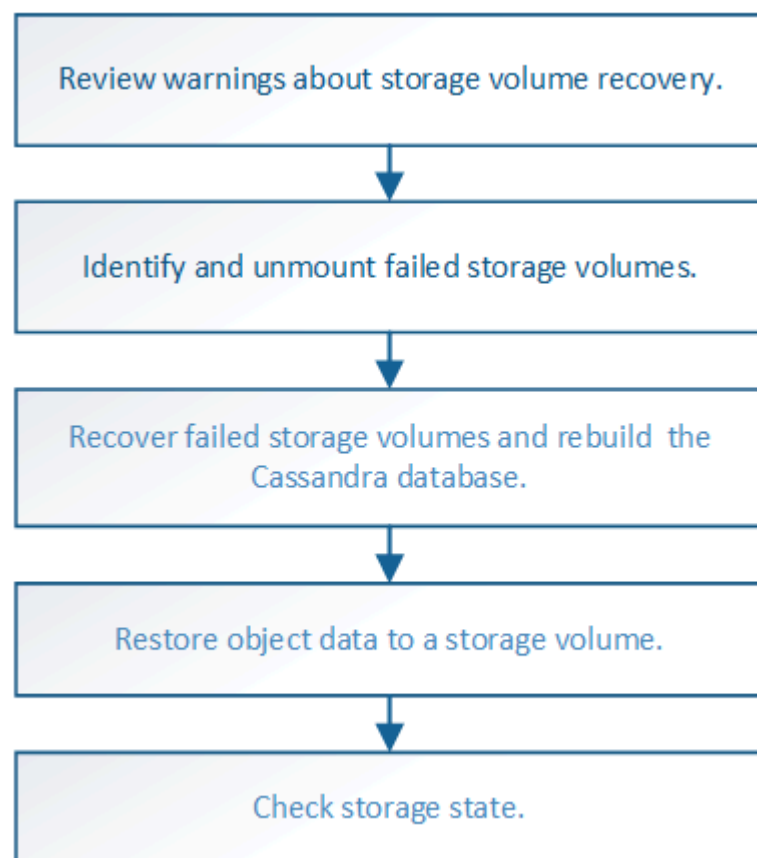 Review warnings about storage volume recovery.
Identify and unmount failed storage volumes.
Recover failed storage volumes and rebuild the
Cassandra database.
Restore object data to a storage volume.
Check storage state.